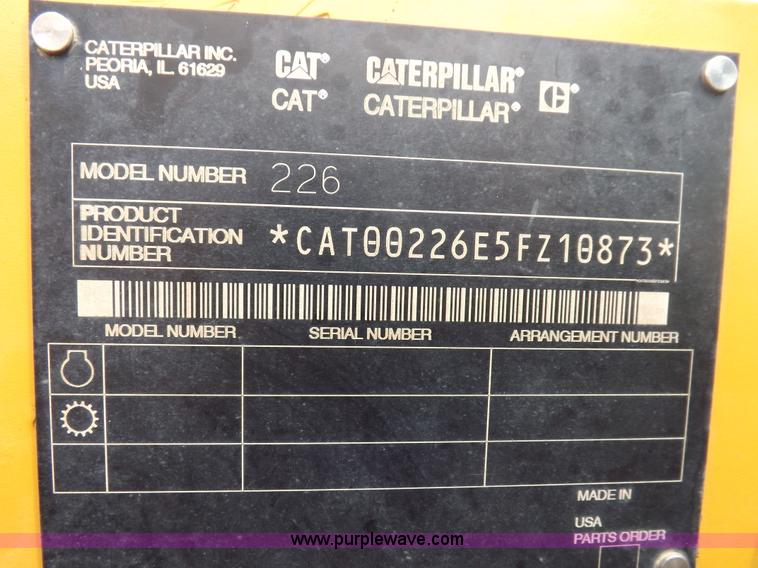 CATERPILLAR INC.
PEORIA, IL 61629
USA
CAT® CATERPILLAR® C®
CAT® CATERPILLAR®
MODEL NUMBER 226
PRODUCT IDENTIFICATION NUMBER *CAT00226E5FZ10873*
MODEL NUMBER SERIAL NUMBER ARRANGEMENT NUMBER
MADE IN
USA
PARTS ORDER
www.purplewave.com